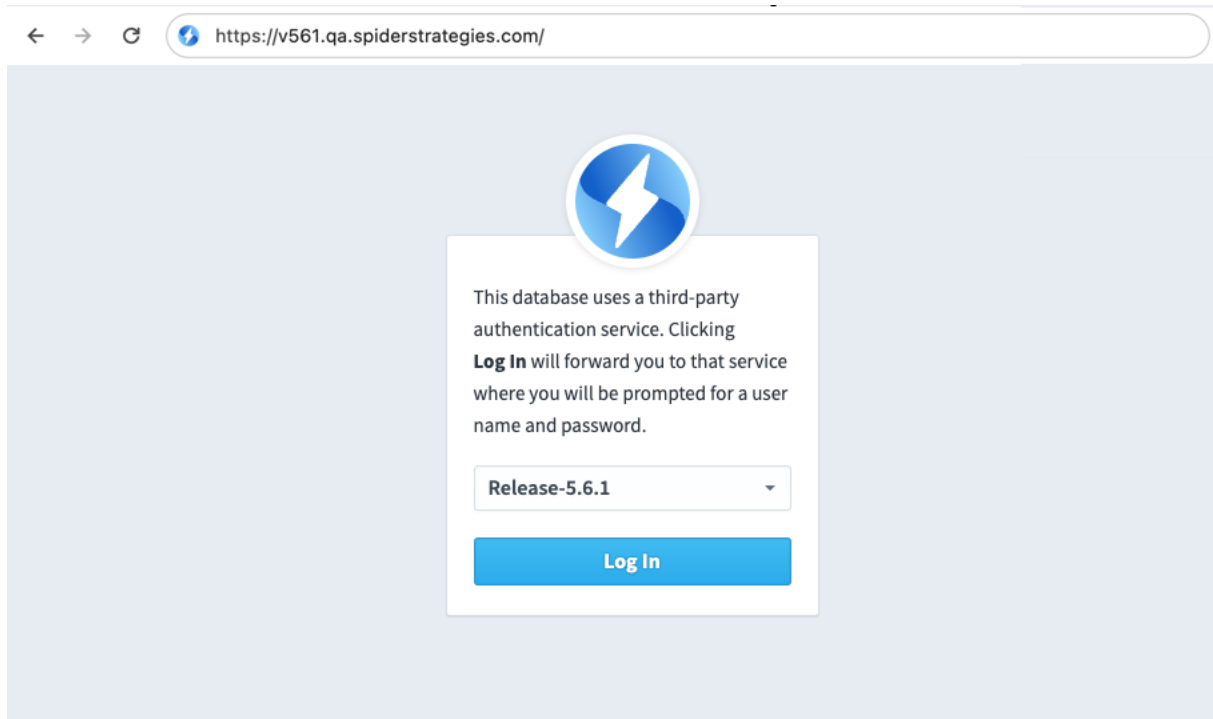 https://v561.qa.spiderstrategies.com/
This database uses a third-party
authentication service. Clicking
Log In will forward you to that service
where you will be prompted for a user
name and password.
Release-5.6.1
Log In